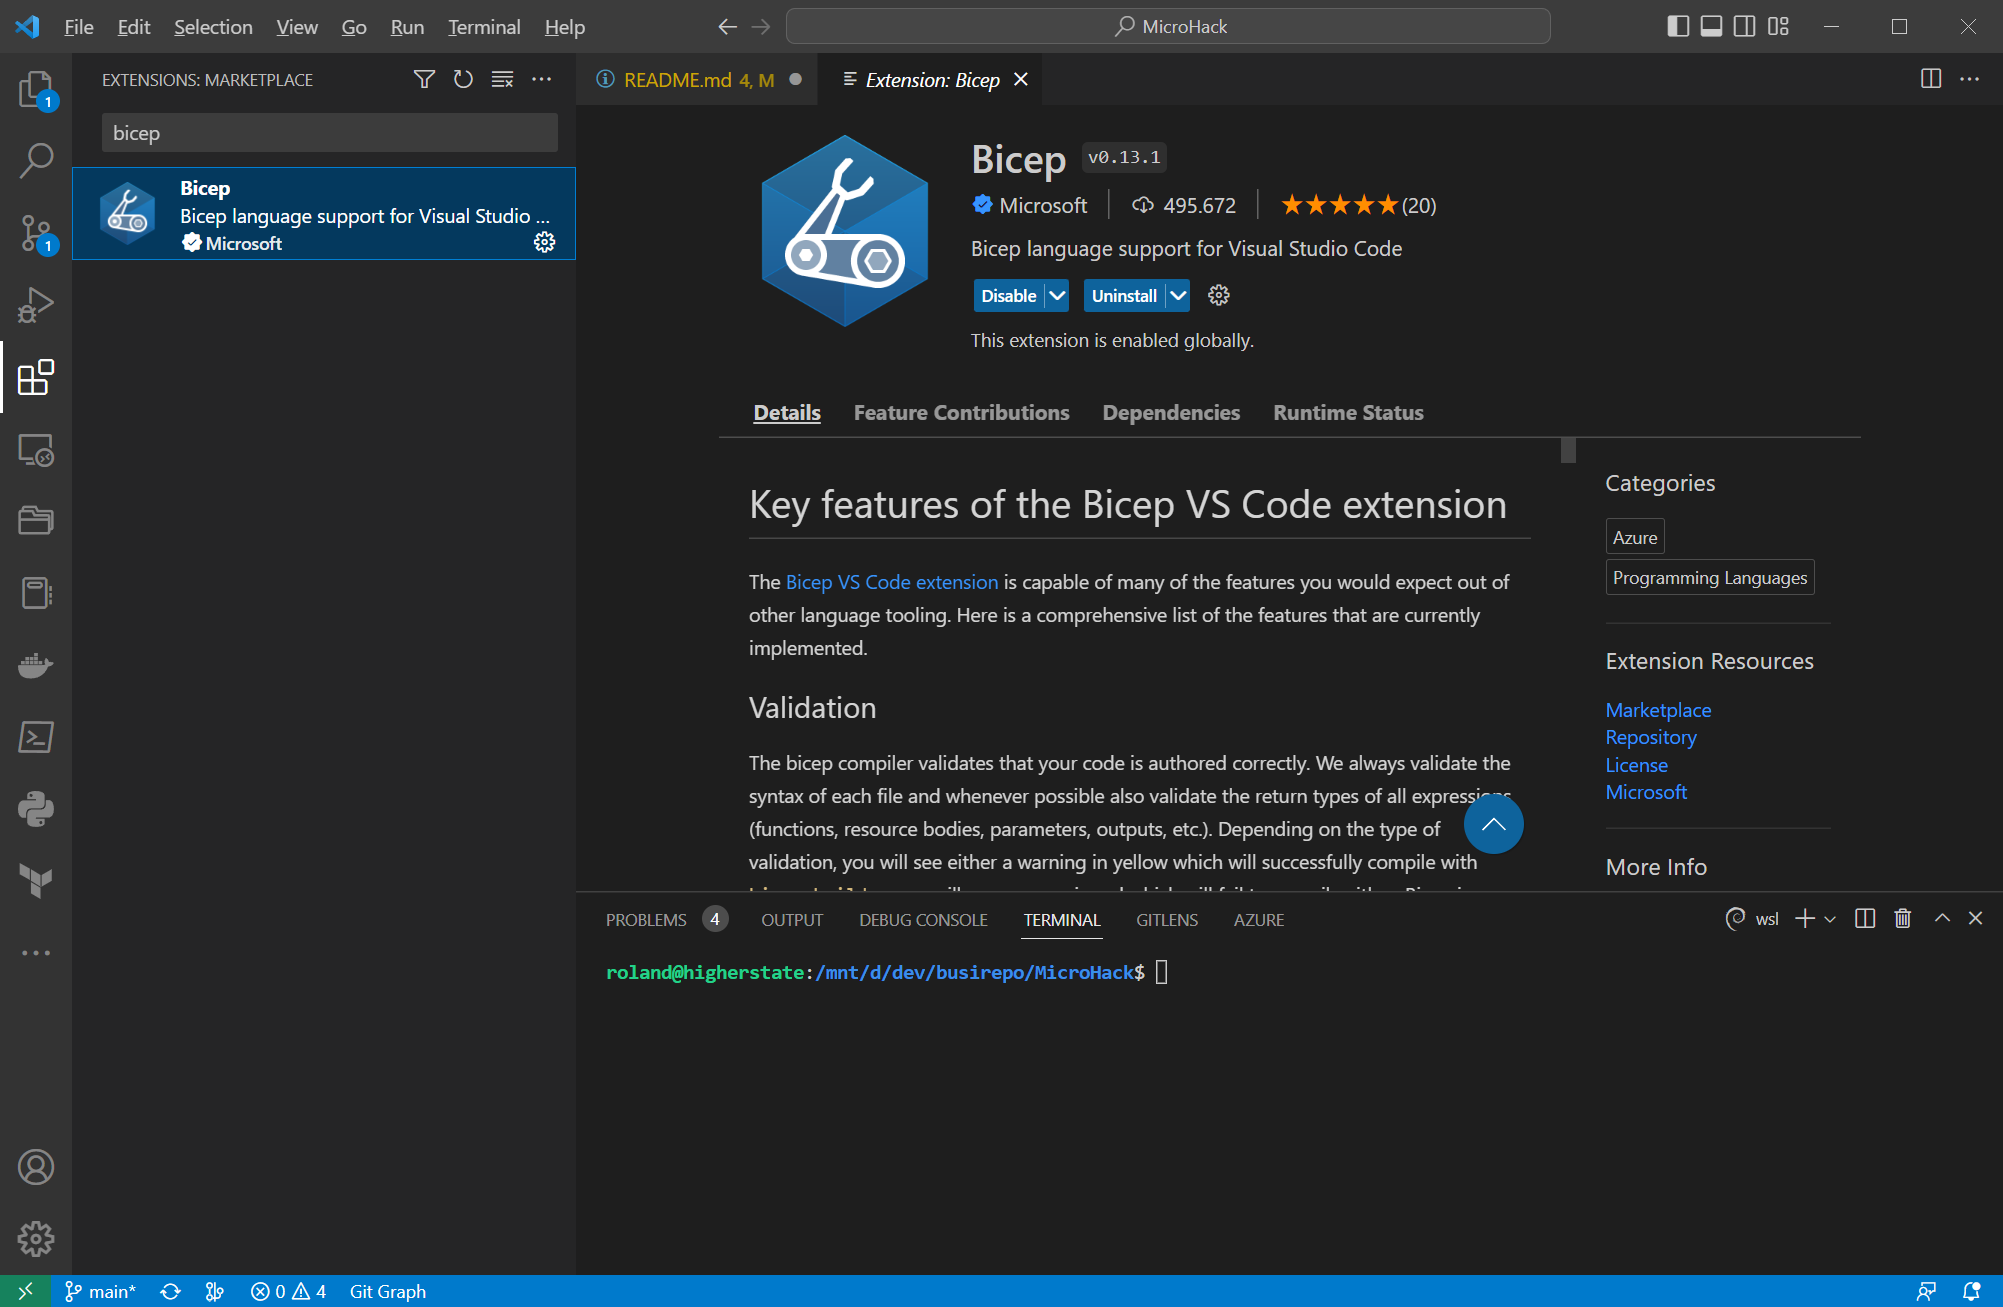 File Edit Selection View Go Run Terminal Help
MicroHack
EXTENSIONS: MARKETPLACE
README.md 4, M
Extension: Bicep
1
bicep
Bicep
Bicep language support for Visual Studio ...
Microsoft
1
Bicep v0.13.1
Microsoft 495.672 (20)
Bicep language support for Visual Studio Code
Disable Uninstall
This extension is enabled globally.
Details Feature Contributions Dependencies Runtime Status
Key features of the Bicep VS Code extension
The Bicep VS Code extension is capable of many of the features you would expect out of
other language tooling. Here is a comprehensive list of the features that are currently
implemented.
Validation
The bicep compiler validates that your code is authored correctly. We always validate the
syntax of each file and whenever possible also validate the return types of all expressions
(functions, resource bodies, parameters, outputs, etc.). Depending on the type of
validation, you will see either a warning in yellow which will successfully compile with
Categories
Azure
Programming Languages
Extension Resources
Marketplace
Repository
License
Microsoft
More Info
PROBLEMS 4 OUTPUT DEBUG CONSOLE TERMINAL GITLENS AZURE
wsl
roland@higherstate:/mnt/d/dev/busirepo/MicroHack$
main* 0 4 Git Graph